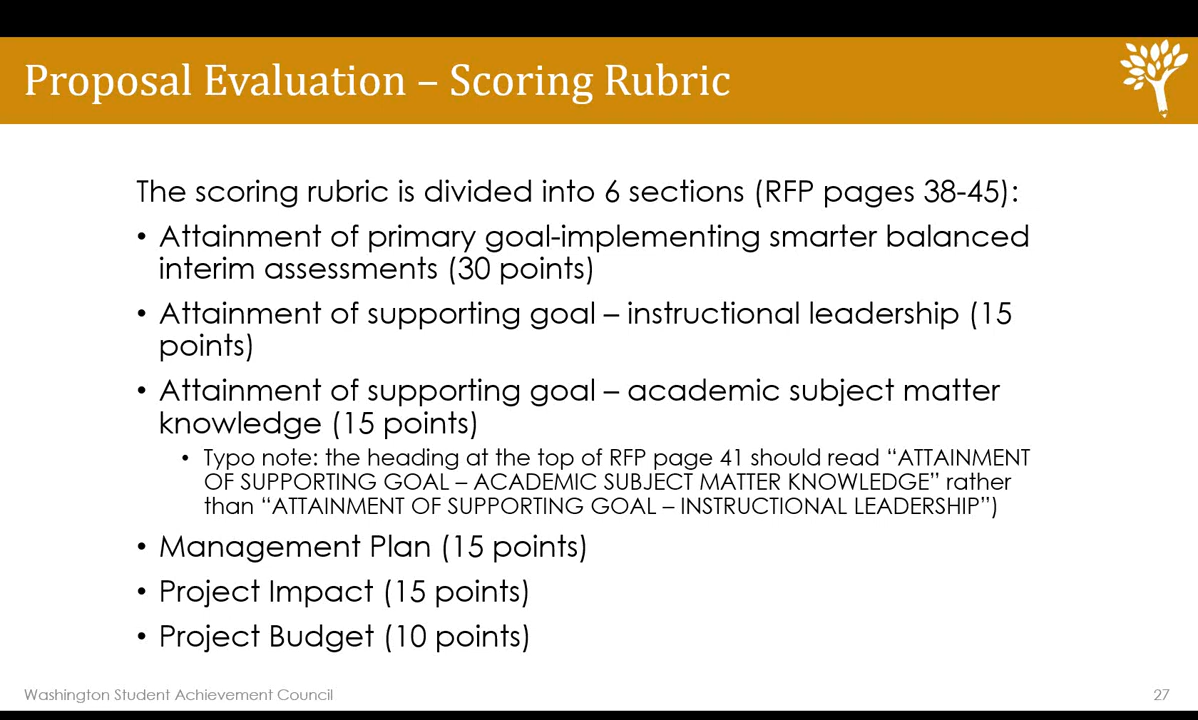 Proposal Evaluation – Scoring Rubric
The scoring rubric is divided into 6 sections (RFP pages 38-45):
• Attainment of primary goal-implementing smarter balanced
interim assessments (30 points)
• Attainment of supporting goal – instructional leadership (15
points)
• Attainment of supporting goal – academic subject matter
knowledge (15 points)
• Typo note: the heading at the top of RFP page 41 should read “ATTAINMENT
OF SUPPORTING GOAL – ACADEMIC SUBJECT MATTER KNOWLEDGE” rather
than “ATTAINMENT OF SUPPORTING GOAL – INSTRUCTIONAL LEADERSHIP”)
• Management Plan (15 points)
• Project Impact (15 points)
• Project Budget (10 points)
Washington Student Achievement Council
27